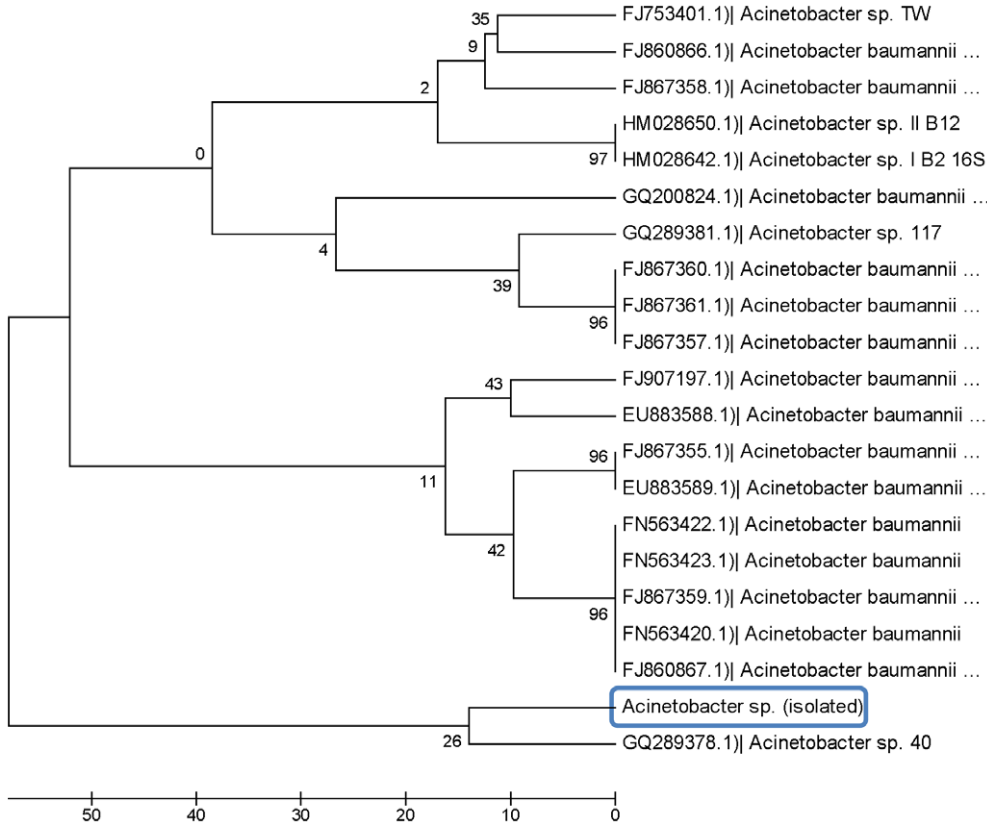 35
FJ753401.1)| Acinetobacter sp. TW
9
FJ860866.1)| Acinetobacter baumannii ...
2
FJ867358.1)| Acinetobacter baumannii ...
HM028650.1)| Acinetobacter sp. II B12
0
97
HM028642.1)| Acinetobacter sp. I B2 16S
GQ200824.1)| Acinetobacter baumannii ...
4
GQ289381.1)| Acinetobacter sp. 117
39
FJ867360.1)| Acinetobacter baumannii ...
FJ867361.1)| Acinetobacter baumannii ...
96
FJ867357.1)| Acinetobacter baumannii ...
43
FJ907197.1)| Acinetobacter baumannii ...
EU883588.1)| Acinetobacter baumannii ...
96
FJ867355.1)| Acinetobacter baumannii ...
11
EU883589.1)| Acinetobacter baumannii ...
FN563422.1)| Acinetobacter baumannii
42
FN563423.1)| Acinetobacter baumannii
FJ867359.1)| Acinetobacter baumannii ...
96
FN563420.1)| Acinetobacter baumannii
FJ860867.1)| Acinetobacter baumannii ...
Acinetobacter sp. (isolated)
26
GQ289378.1)| Acinetobacter sp. 40
50 40 30 20 10 0